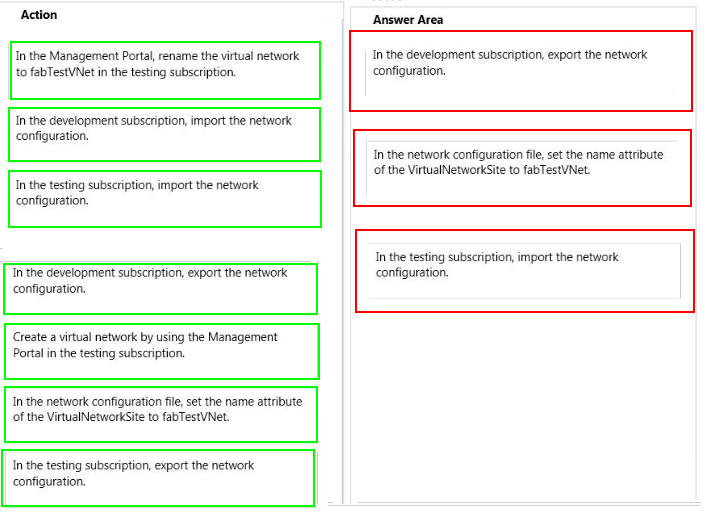 Action
In the Management Portal, rename the virtual network
to fabTestVNet in the testing subscription.
In the development subscription, import the network
configuration.
In the testing subscription, import the network
configuration.
In the development subscription, export the network
configuration.
Create a virtual network by using the Management
Portal in the testing subscription.
In the network configuration file, set the name attribute
of the VirtualNetworkSite to fabTestVNet.
In the testing subscription, export the network
configuration.
Answer Area
In the development subscription, export the network
configuration.
In the network configuration file, set the name attribute
of the VirtualNetworkSite to fabTestVNet.
In the testing subscription, import the network
configuration.